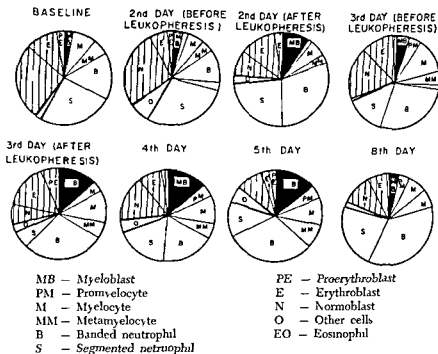 BASELINE
2nd DAY (BEFORE LEUKOPHERESIS)
2nd DAY (AFTER LEUKOPHERESIS)
3rd DAY (BEFORE LEUKOPHERESIS)
3rd DAY (AFTER LEUKOPHERESIS)
4th DAY
5th DAY
8th DAY
MB – Myeloblast
PM – Promyelocyte
M – Myelocyte
MM – Metamyelocyte
B – Banded neutrophil
S – Segmented netruophil
PE – Proerythroblast
E – Erythroblast
N – Normoblast
O – Other cells
EO – Eosinophil